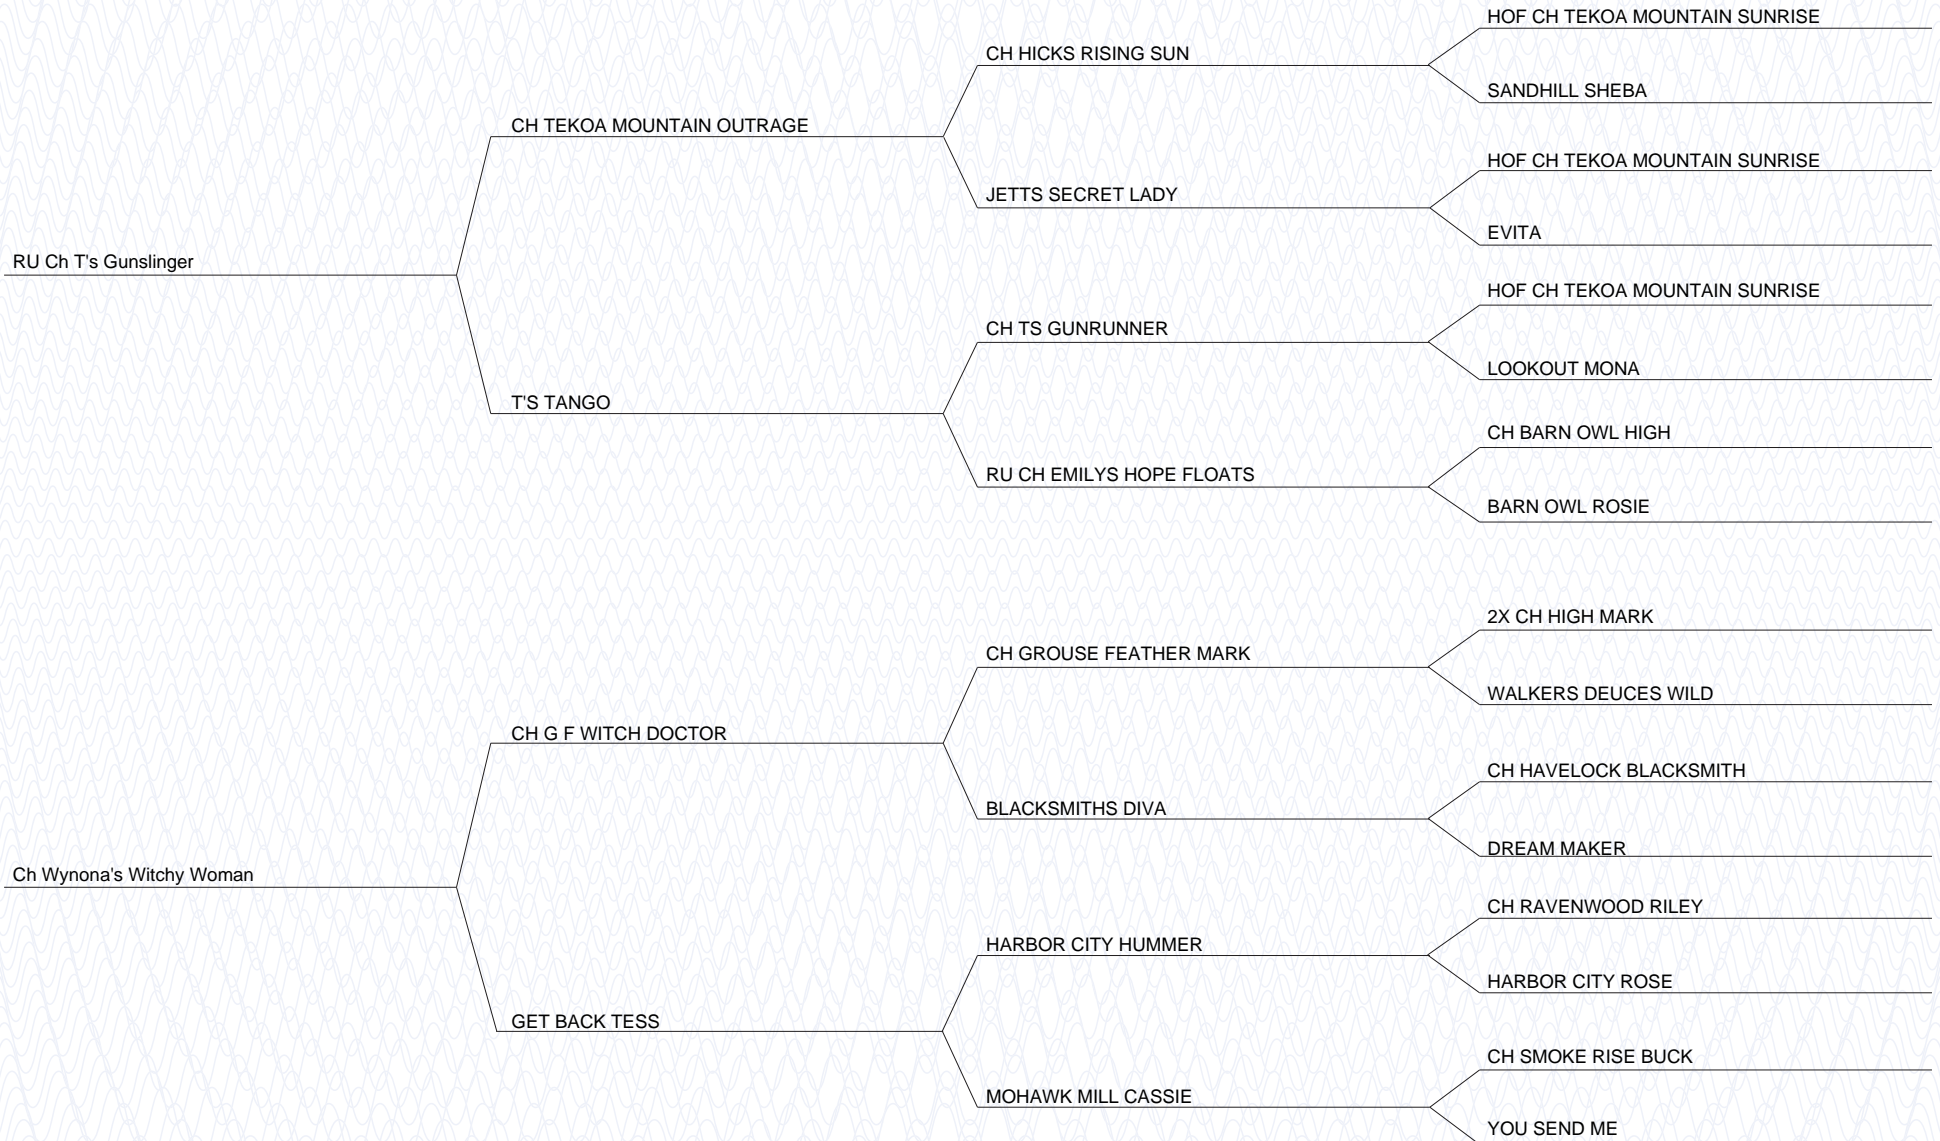 RU Ch T's Gunslinger
CH TEKOA MOUNTAIN OUTRAGE
CH HICKS RISING SUN
HOF CH TEKOA MOUNTAIN SUNRISE
SANDHILL SHEBA
JETTS SECRET LADY
HOF CH TEKOA MOUNTAIN SUNRISE
EVITA
T'S TANGO
CH TS GUNRUNNER
HOF CH TEKOA MOUNTAIN SUNRISE
LOOKOUT MONA
RU CH EMILYS HOPE FLOATS
CH BARN OWL HIGH
BARN OWL ROSIE
Ch Wynona's Witchy Woman
CH G F WITCH DOCTOR
CH GROUSE FEATHER MARK
2X CH HIGH MARK
WALKERS DEUCES WILD
BLACKSMITHS DIVA
CH HAVELOCK BLACKSMITH
DREAM MAKER
GET BACK TESS
HARBOR CITY HUMMER
CH RAVENWOOD RILEY
HARBOR CITY ROSE
MOHAWK MILL CASSIE
CH SMOKE RISE BUCK
YOU SEND ME